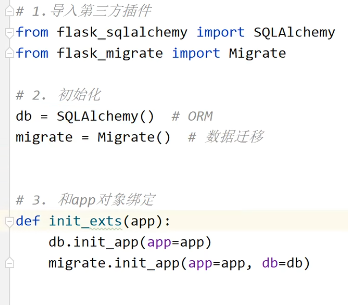 # 1.导入第三方插件
from flask_sqlalchemy import SQLAlchemy
from flask_migrate import Migrate
# 2. 初始化
db = SQLAlchemy()  # ORM
migrate = Migrate()  # 数据迁移
# 3. 和app对象绑定
def init_exts(app):
    db.init_app(app=app)
    migrate.init_app(app=app, db=db)